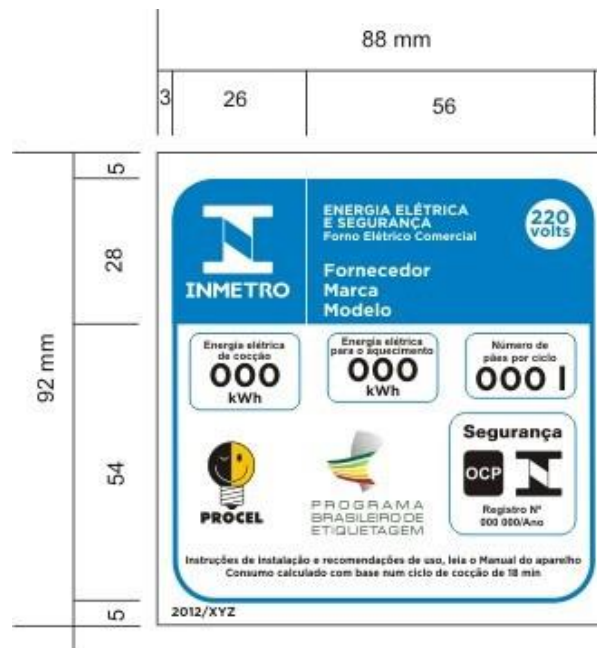 88 mm
3
26
56
5
28
92 mm
54
5
INMETRO
ENERGIA ELÉTRICA
E SEGURANÇA
Forno Elétrico Comercial
220
volts
Fornecedor
Marca
Modelo
Energia elétrica
de cocção
000
kWh
Energia elétrica
para o aquecimento
000
kWh
Número de
pães por ciclo
000 l
PROCEL
PROGRAMA
BRASILEIRO DE
ETIQUETAGEM
Segurança
OCP
Registro Nº
000 000/Ano
Instruções de instalação e recomendações de uso, leia o Manual do aparelho
Consumo calculado com base num ciclo de cocção de 18 min
2012/XYZ